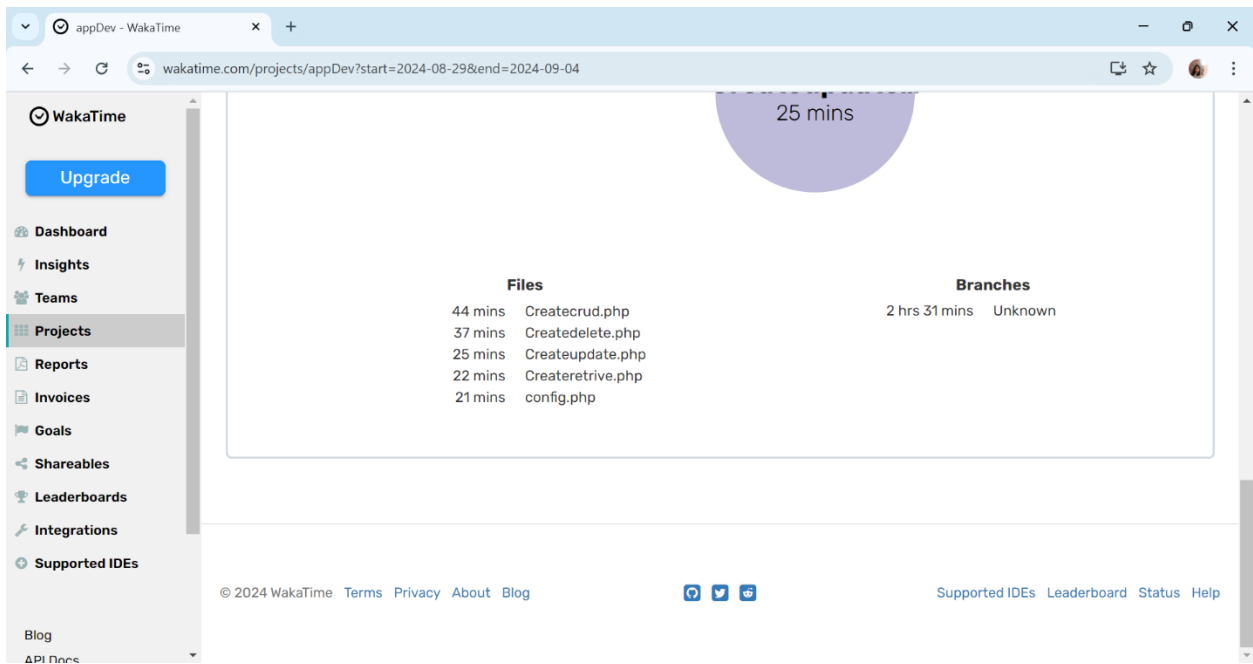 appDev - WakaTime
wakatime.com/projects/appDev?start=2024-08-29&end=2024-09-04
WakaTime
Upgrade
Dashboard
Insights
Teams
Projects
Reports
Invoices
Goals
Shareables
Leaderboards
Integrations
Supported IDEs
Blog
API Docs
25 mins
Files
44 mins Createcrud.php
37 mins Createdelete.php
25 mins Createupdate.php
22 mins Createretrive.php
21 mins config.php
Branches
2 hrs 31 mins Unknown
© 2024 WakaTime Terms Privacy About Blog
Supported IDEs Leaderboard Status Help